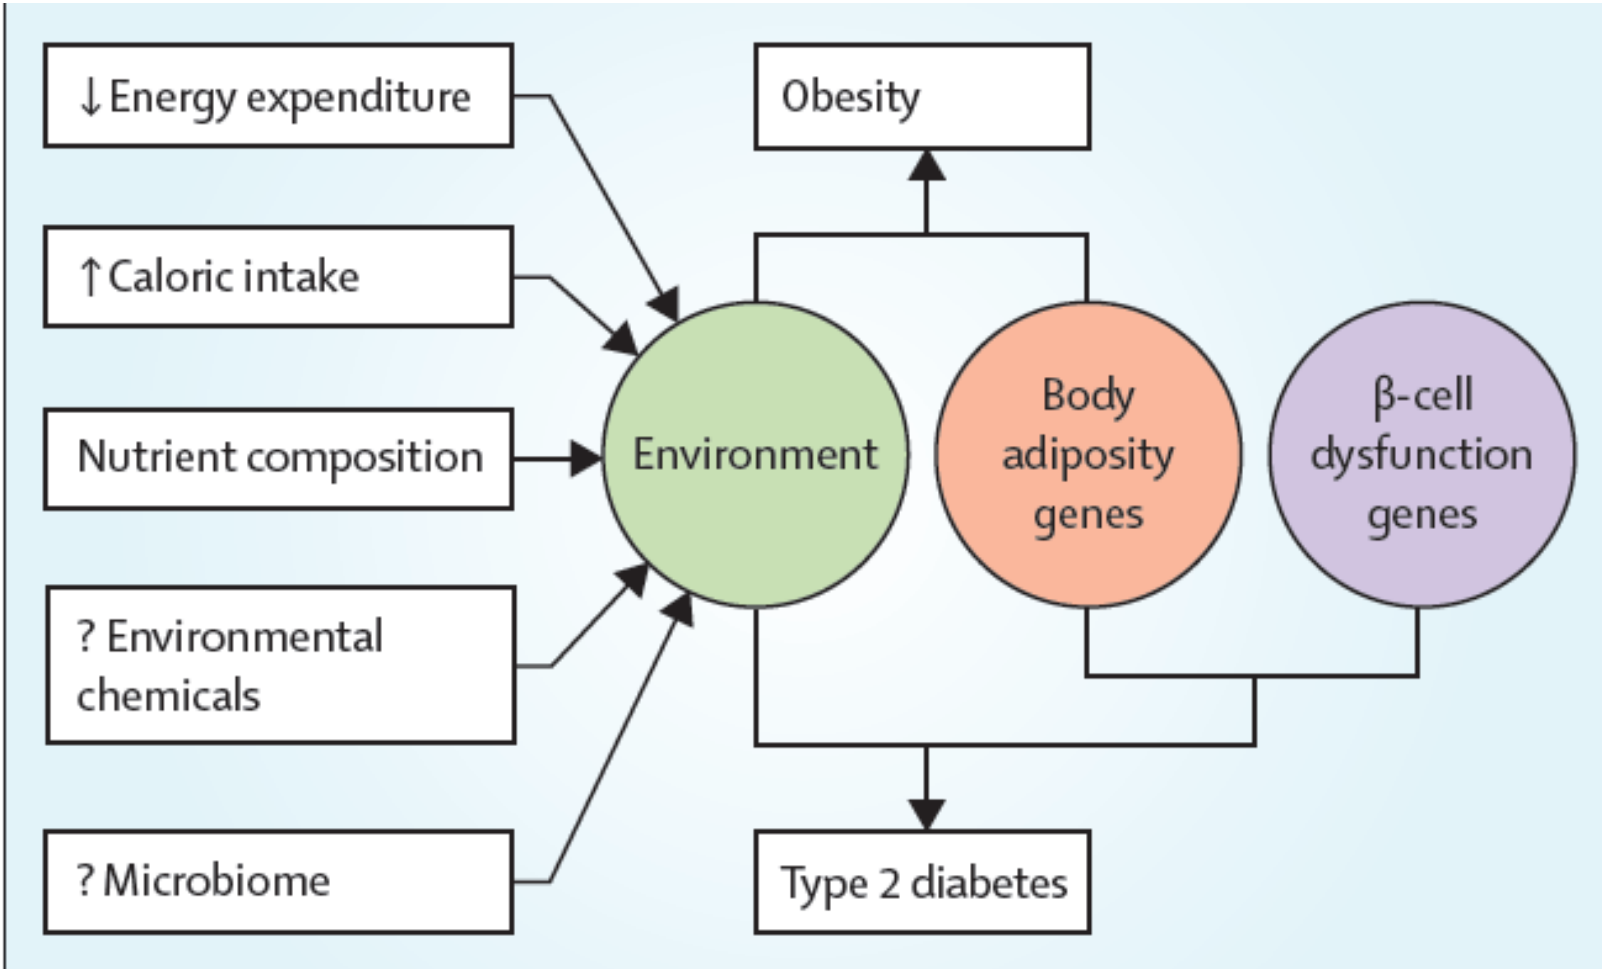 ↓Energy expenditure
↑Caloric intake
Nutrient composition
? Environmental
chemicals
? Microbiome
Obesity
Environment
Body
adiposity
genes
β-cell
dysfunction
genes
Type 2 diabetes